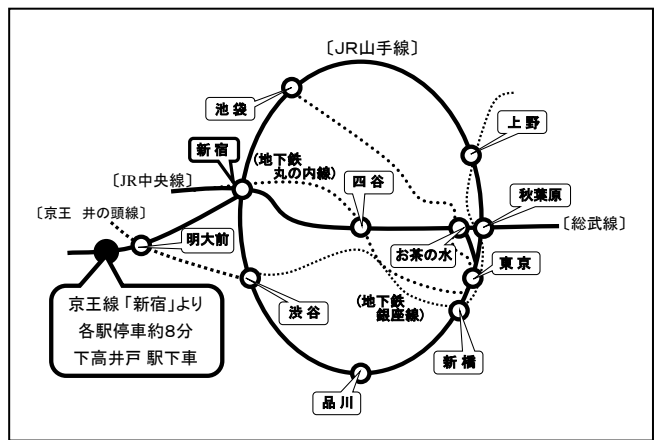 〔JR山手線〕
池袋
上野
新宿
(地下鉄
丸の内線)
四谷
秋葉原
〔JR中央線〕
〔京王 井の頭線〕
明大前
お茶の水
〔総武線〕
東京
京王線「新宿」より
各駅停車約8分
下高井戸 駅下車
渋谷
(地下鉄
銀座線)
新橋
品川